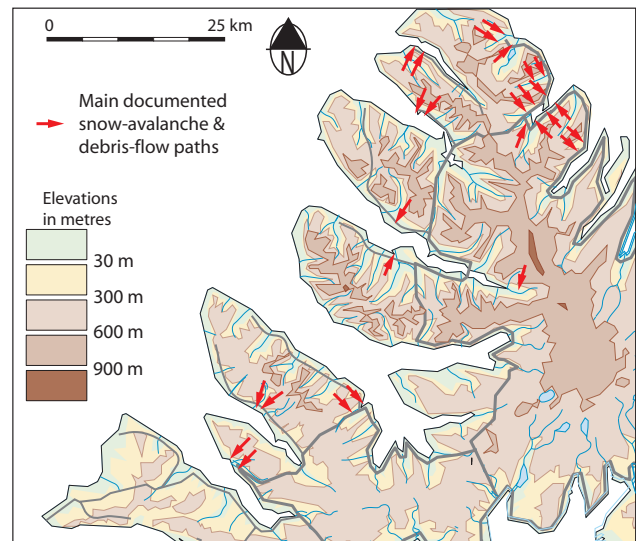 0 25 km
N
Main documented
snow-avalanche &
debris-flow paths
Elevations
in metres
30 m
300 m
600 m
900 m